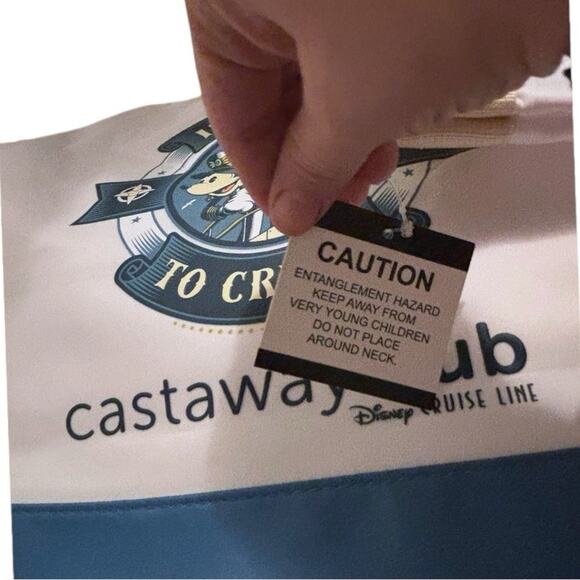 TO CR
CAUTION
ENTANGLEMENT HAZARD
KEEP AWAY FROM
VERY YOUNG CHILDREN
DO NOT PLACE
AROUND NECK.
castaway ub
Disney CRUISE LINE